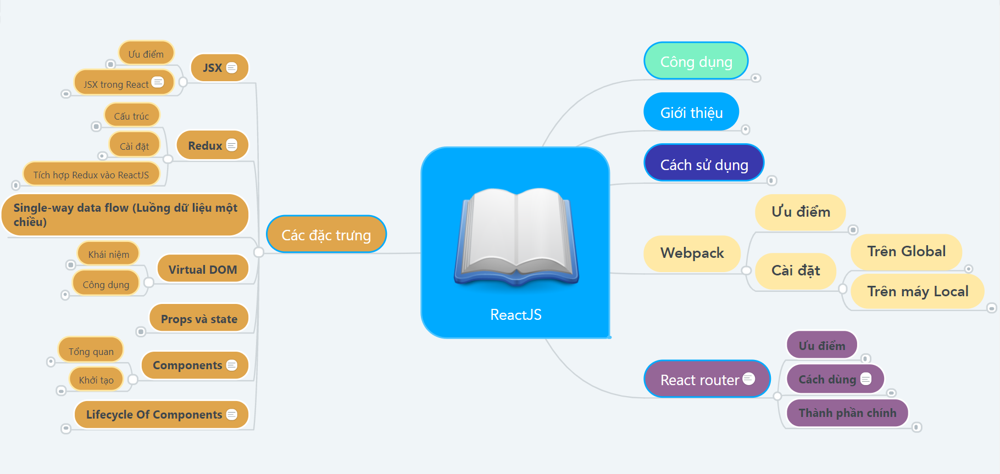 ReactJS
Công dụng
Giới thiệu
Cách sử dụng
Webpack
Ưu điểm
Cài đặt
Trên Global
Trên máy Local
React router
Ưu điểm
Cách dùng
Thành phần chính
Các đặc trưng
JSX
Ưu điểm
JSX trong React
Redux
Cấu trúc
Cài đặt
Tích hợp Redux vào ReactJS
Single-way data flow (Luồng dữ liệu một
chiều)
Virtual DOM
Khái niệm
Công dụng
Props và state
Components
Tổng quan
Khởi tạo
Lifecycle Of Components